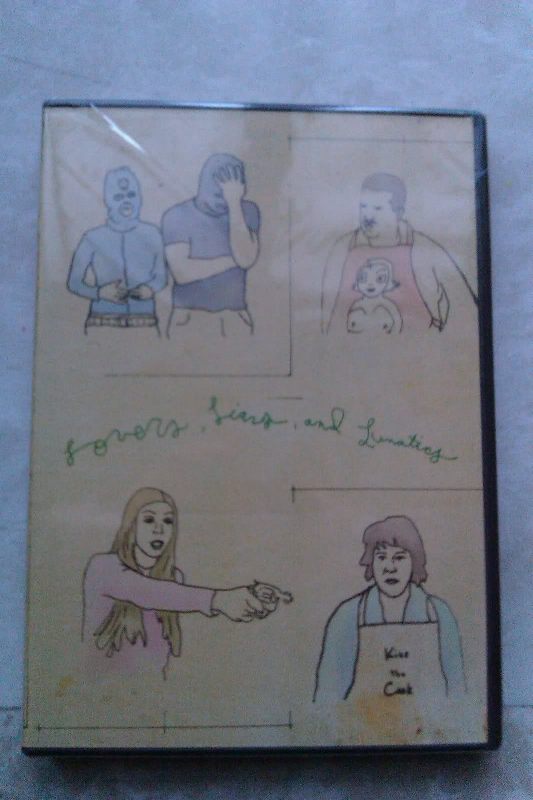 Lovers, Liars, and Lunatics
Kiss
the
Cook